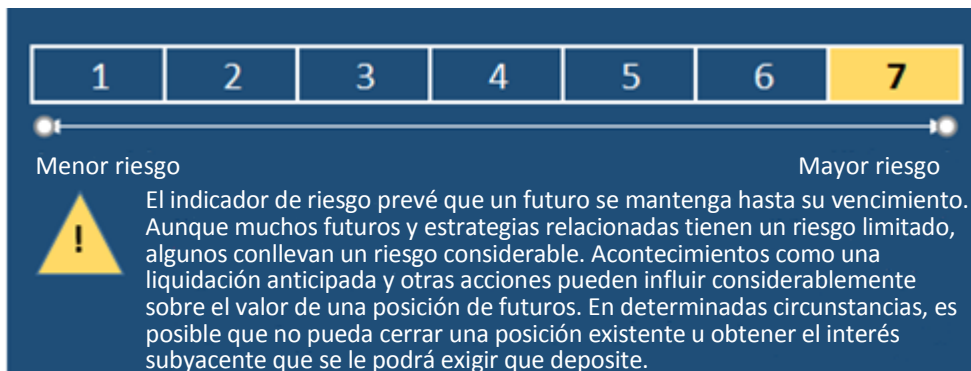 1 2 3 4 5 6 7
Menor riesgo Mayor riesgo
!
El indicador de riesgo prevé que un futuro se mantenga hasta su vencimiento.
Aunque muchos futuros y estrategias relacionadas tienen un riesgo limitado,
algunos conllevan un riesgo considerable. Acontecimientos como una
liquidación anticipada y otras acciones pueden influir considerablemente
sobre el valor de una posición de futuros. En determinadas circunstancias, es
posible que no pueda cerrar una posición existente u obtener el interés
subyacente que se le podrá exigir que deposite.